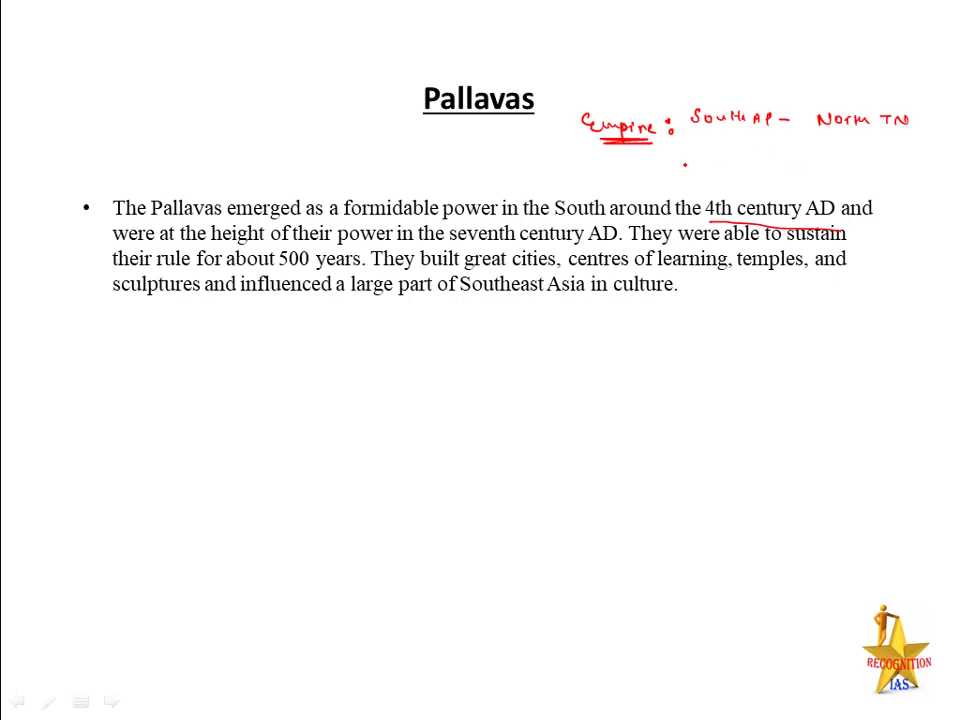 Pallavas
Empire : South AP - North TN
• The Pallavas emerged as a formidable power in the South around the 4th century AD and
were at the height of their power in the seventh century AD. They were able to sustain
their rule for about 500 years. They built great cities, centres of learning, temples, and
sculptures and influenced a large part of Southeast Asia in culture.
RECOGNITION
IAS